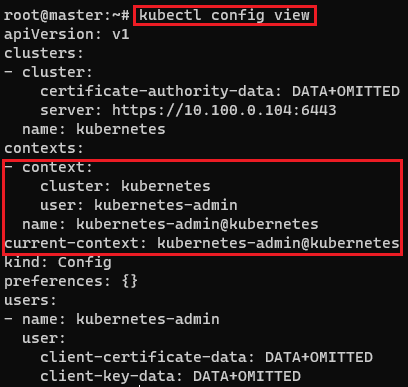 root@master:~# kubectl config view
apiVersion: v1
clusters:
- cluster:
    certificate-authority-data: DATA+OMITTED
    server: https://10.100.0.104:6443
  name: kubernetes
contexts:
- context:
    cluster: kubernetes
    user: kubernetes-admin
  name: kubernetes-admin@kubernetes
current-context: kubernetes-admin@kubernetes
kind: Config
preferences: {}
users:
- name: kubernetes-admin
  user:
    client-certificate-data: DATA+OMITTED
    client-key-data: DATA+OMITTED